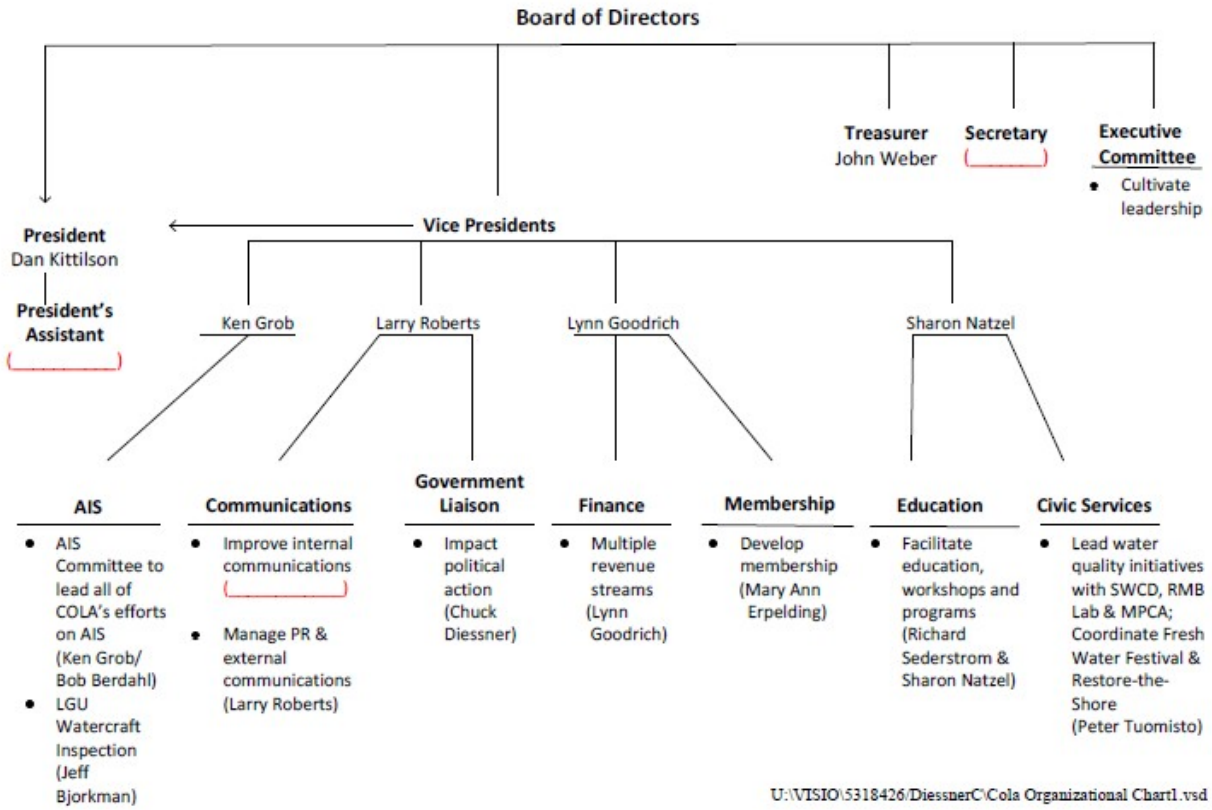 Board of Directors
Treasurer
John Weber
Secretary
(________)
Executive
Committee
• Cultivate
leadership
President
Dan Kittilson
Vice Presidents
President's
Assistant
(___________)
Ken Grob
Larry Roberts
Lynn Goodrich
Sharon Natzel
AIS
• AIS
Committee to
lead all of
COLA's efforts
on AIS
(Ken Grob/
Bob Berdahl)
• LGU
Watercraft
Inspection
(Jeff
Bjorkman)
Communications
• Improve internal
communications
(____________)
• Manage PR &
external
communications
(Larry Roberts)
Government
Liaison
• Impact
political
action
(Chuck
Diessner)
Finance
• Multiple
revenue
streams
(Lynn
Goodrich)
Membership
• Develop
membership
(Mary Ann
Erpelding)
Education
• Facilitate
education,
workshops and
programs
(Richard
Sederstrom &
Sharon Natzel)
Civic Services
• Lead water
quality initiatives
with SWCD, RMB
Lab & MPCA;
Coordinate Fresh
Water Festival &
Restore-the-
Shore
(Peter Tuomisto)
U:\VISIO\5318426/DiessnerC\Cola Organizational Chart1.vsd